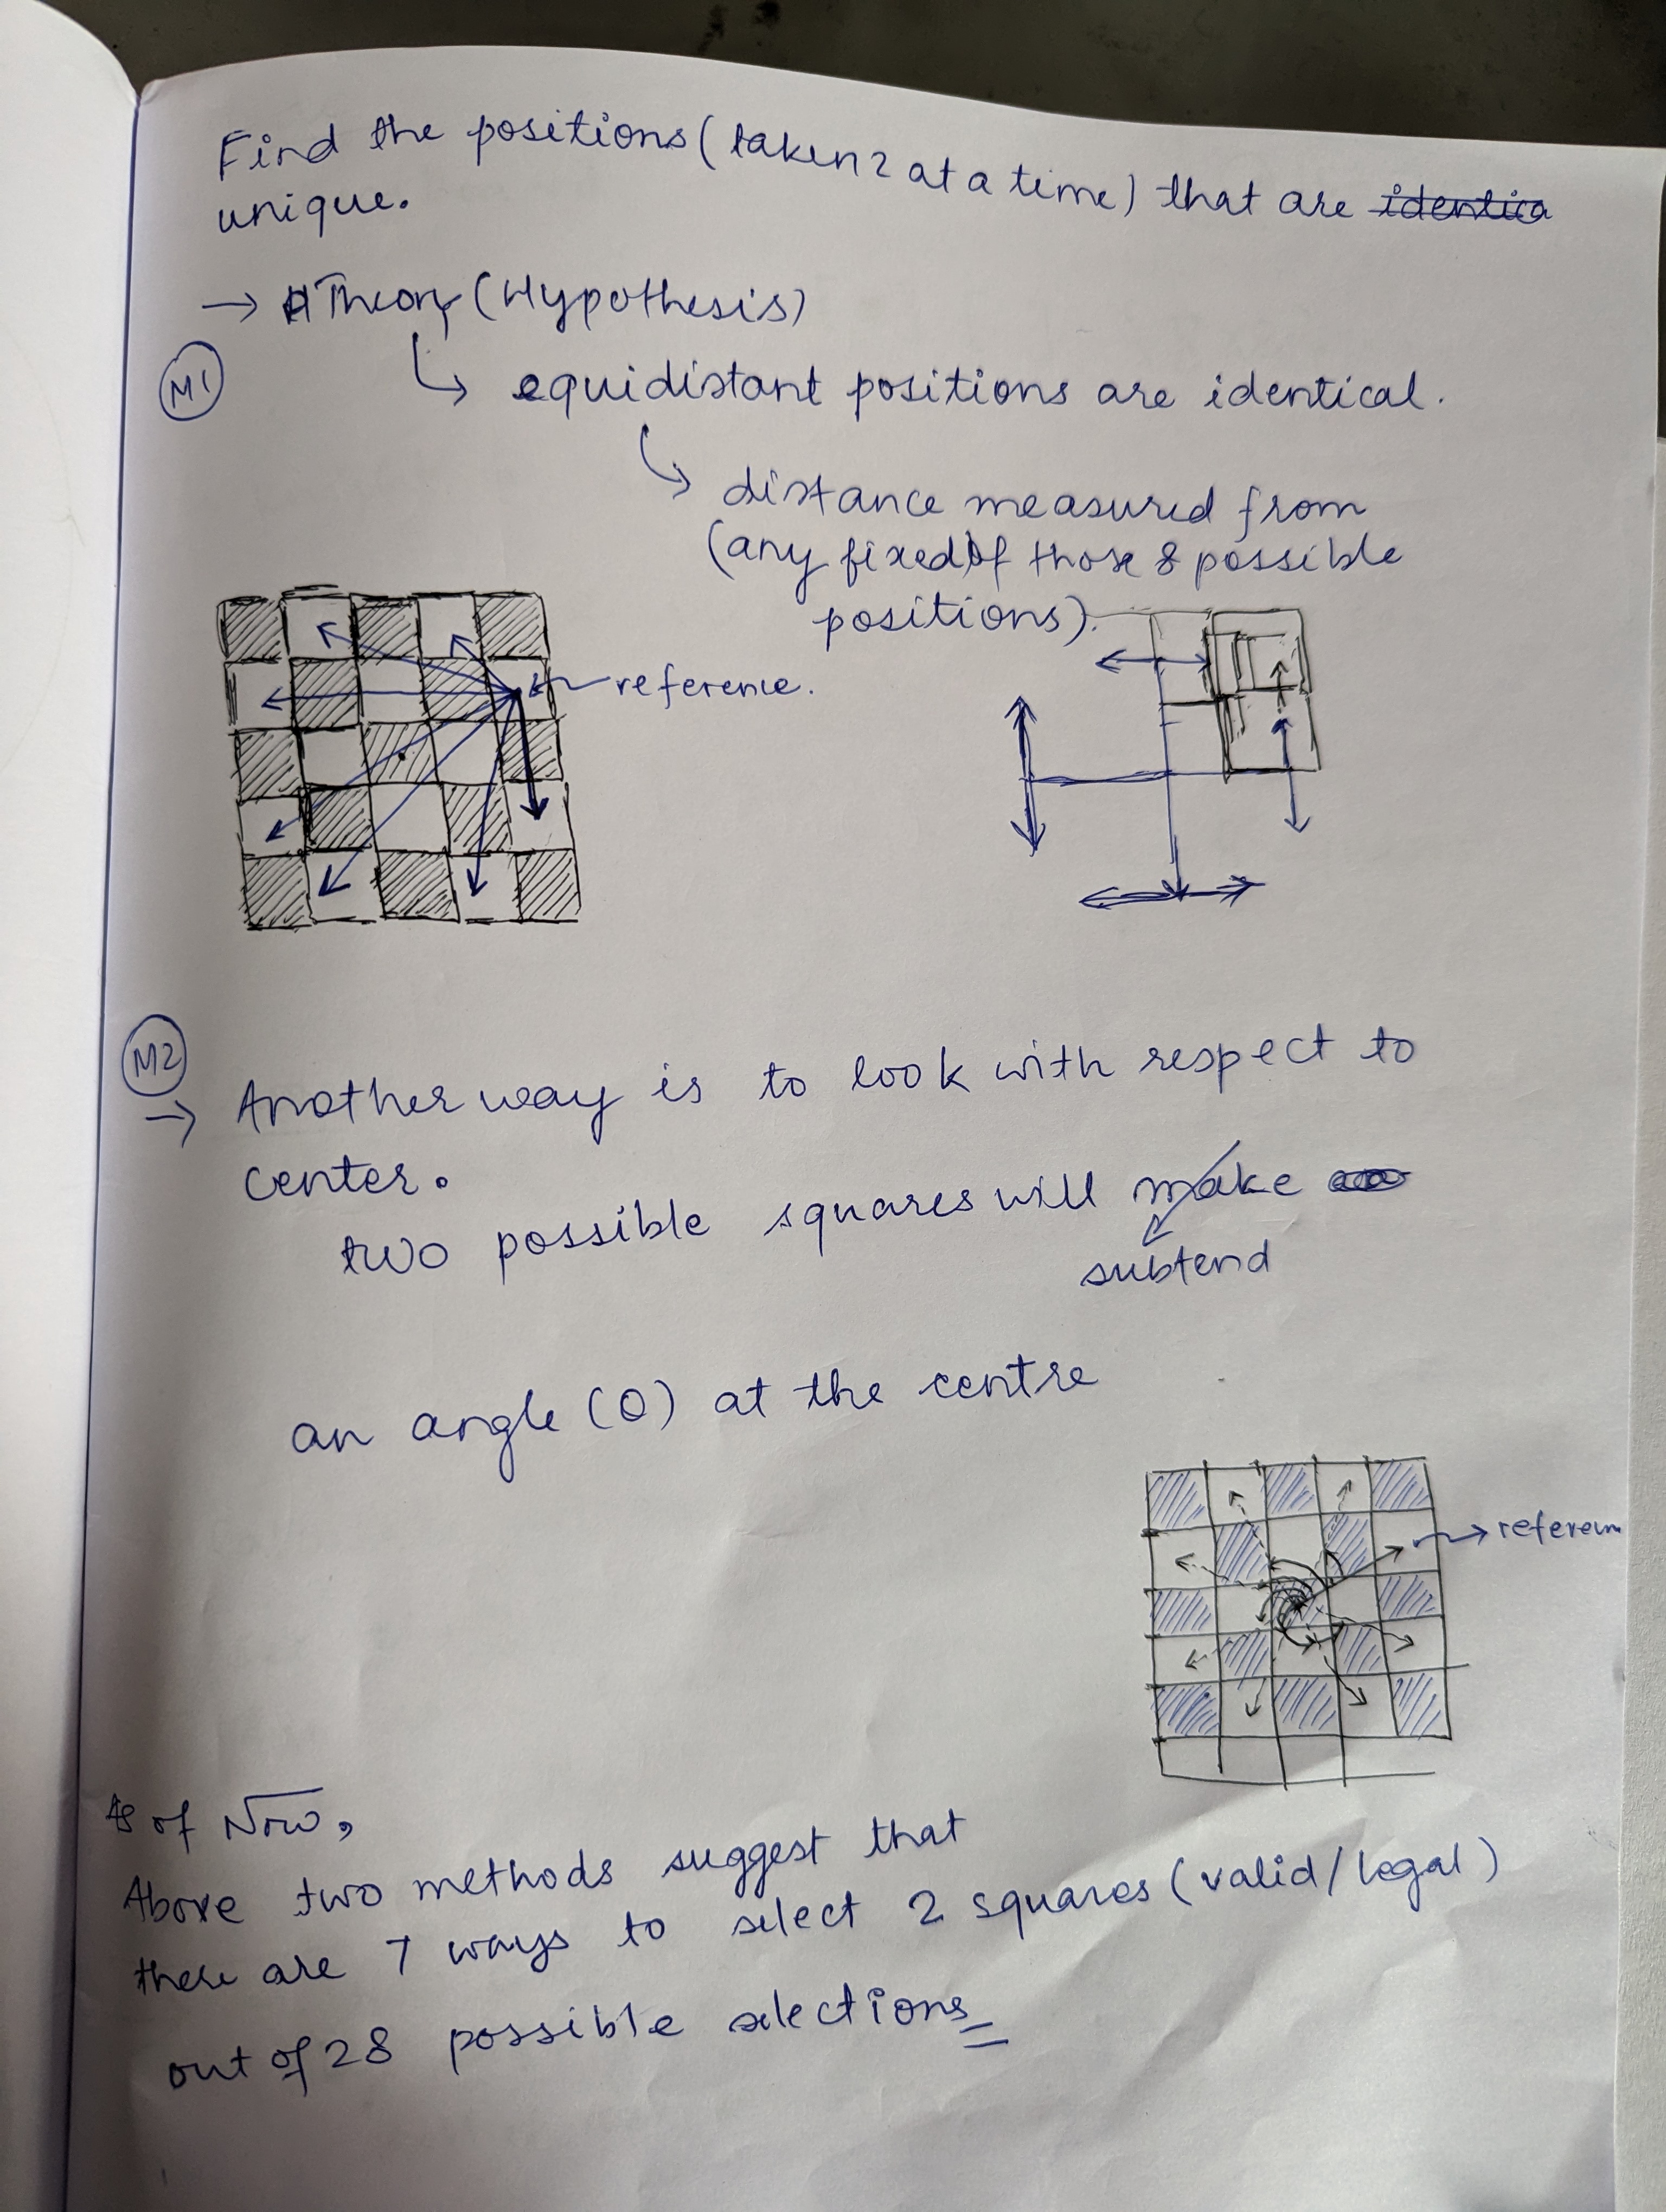 Find the positions (taken 2 at a time) that are identica
unique.
→ Theory (Hypothesis)
M1
↳ equidistant positions are identical.
↳ distance measured from
(any fixed) of those 8 possible
positions).
reference.
M2
→ Another way is to look with respect to
center.
two possible squares will make
subtend
an angle (θ) at the centre
referen
As of Now,
Above two methods suggest that
there are 7 ways to select 2 squares (valid/legal)
out of 28 possible selections